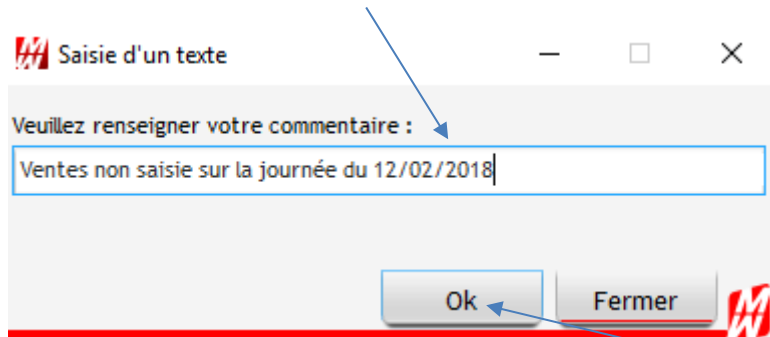 Saisie d'un texte
Veuillez renseigner votre commentaire :
Ventes non saisie sur la journée du 12/02/2018
Ok Fermer